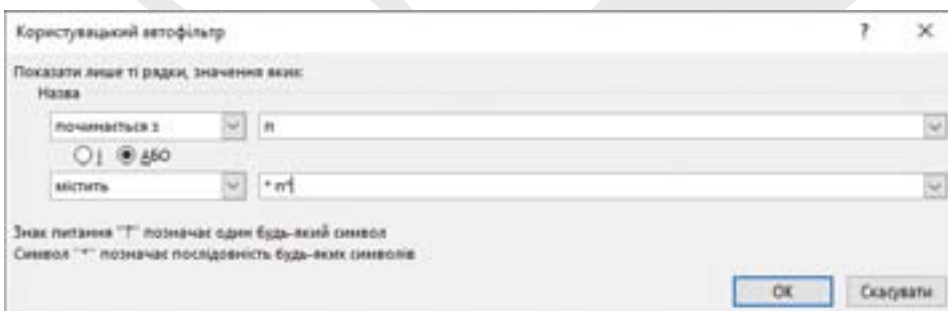 Користувацький автофільтр ? ×
Показати лише ті рядки, значення яких:
Назва
починається з п
І АБО
містить * п*
Знак питання "?" позначає один будь-який символ
Символ "*" позначає послідовність будь-яких символів
OK Скасувати